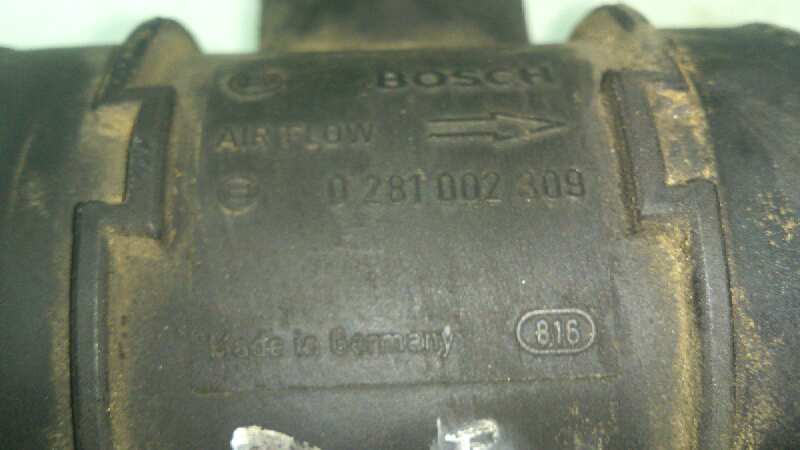 BOSCH
AIR FLOW
0 281 002 309
Made in Germany 816